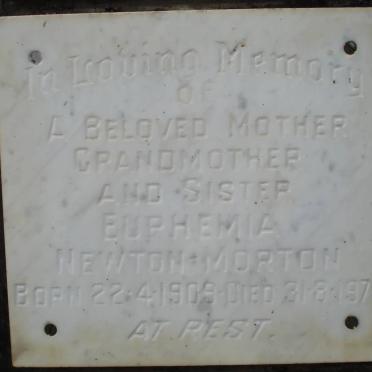 In Loving Memory
OF
A BELOVED MOTHER
GRANDMOTHER
AND SISTER
EUPHEMIA
NEWTON MORTON
BORN 22·4·1909·DIED 31·8·197
AT REST.